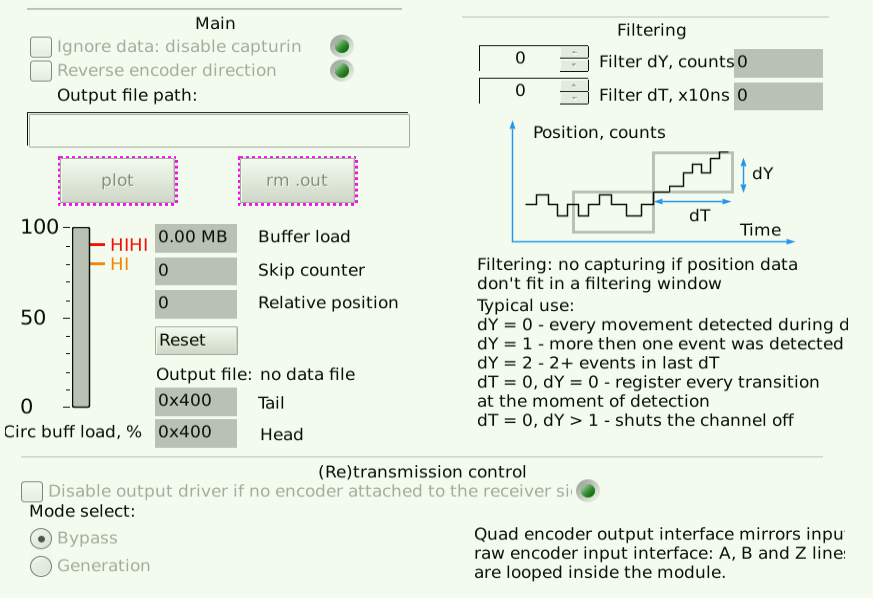 Main
Ignore data: disable capturin
Reverse encoder direction
Output file path:
plot
rm .out
100
50
0
HIHI
HI
Circ buff load, %
0.00 MB Buffer load
0 Skip counter
0 Relative position
Reset
Output file: no data file
0x400 Tail
0x400 Head
Filtering
0 Filter dY, counts 0
0 Filter dT, x10ns 0
Position, counts
dY
dT
Time
Filtering: no capturing if position data
don't fit in a filtering window
Typical use:
dY = 0 - every movement detected during d
dY = 1 - more then one event was detected
dY = 2 - 2+ events in last dT
dT = 0, dY = 0 - register every transition
at the moment of detection
dT = 0, dY > 1 - shuts the channel off
(Re)transmission control
Disable output driver if no encoder attached to the receiver si
Mode select:
Bypass
Generation
Quad encoder output interface mirrors inpu
raw encoder input interface: A, B and Z line
are looped inside the module.